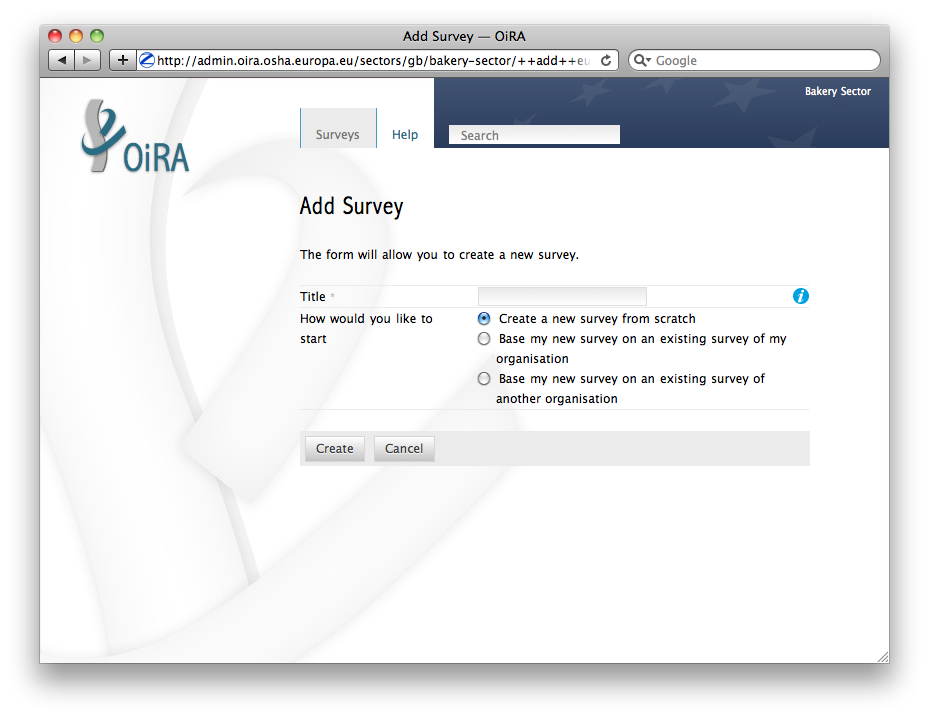 Add Survey — OiRA
http://admin.oira.osha.europa.eu/sectors/gb/bakery-sector/++add++eu
Google
Bakery Sector
OiRA
Surveys
Help
Search
Add Survey
The form will allow you to create a new survey.
Title *
How would you like to
start
Create a new survey from scratch
Base my new survey on an existing survey of my
organisation
Base my new survey on an existing survey of
another organisation
Create
Cancel